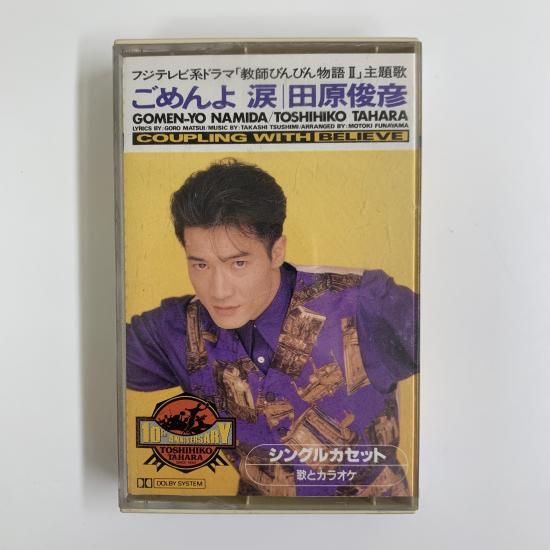 フジテレビ系ドラマ「教師びんびん物語Ⅱ」主題歌
ごめんよ 涙|田原俊彦
GOMEN-YO NAMIDA/TOSHIHIKO TAHARA
LYRICS BY:GORO MATSUI/MUSIC BY:TAKASHI TSUSHIMI/ARRANGED BY:MOTOKI FUNAYAMA
COUPLING WITH BELIEVE
10TH ANNIVERSARY
TOSHIHIKO
TAHARA
シングルカセット
歌とカラオケ
DOLBY SYSTEM